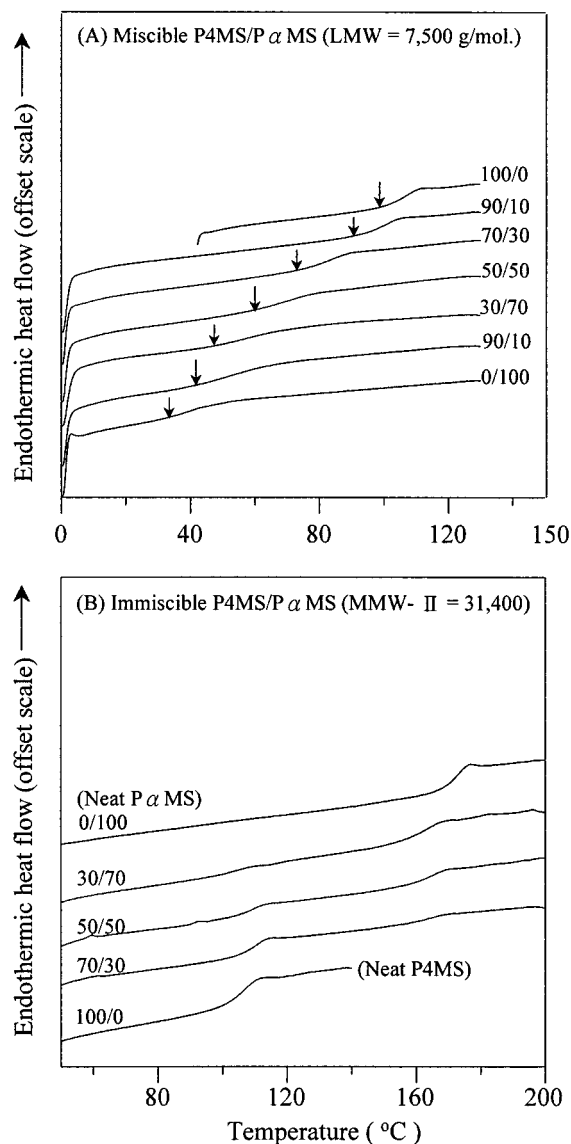 (A) Miscible P4MS/PαMS (LMW = 7,500 g/mol.)
Endothermic heat flow (offset scale)
100/0
90/10
70/30
50/50
30/70
90/10
0/100
0 40 80 120 150
(B) Immiscible P4MS/PαMS (MMW- II = 31,400)
Endothermic heat flow (offset scale)
(Neat PαMS)
0/100
30/70
50/50
70/30
100/0
(Neat P4MS)
80 120 160 200
Temperature (°C)